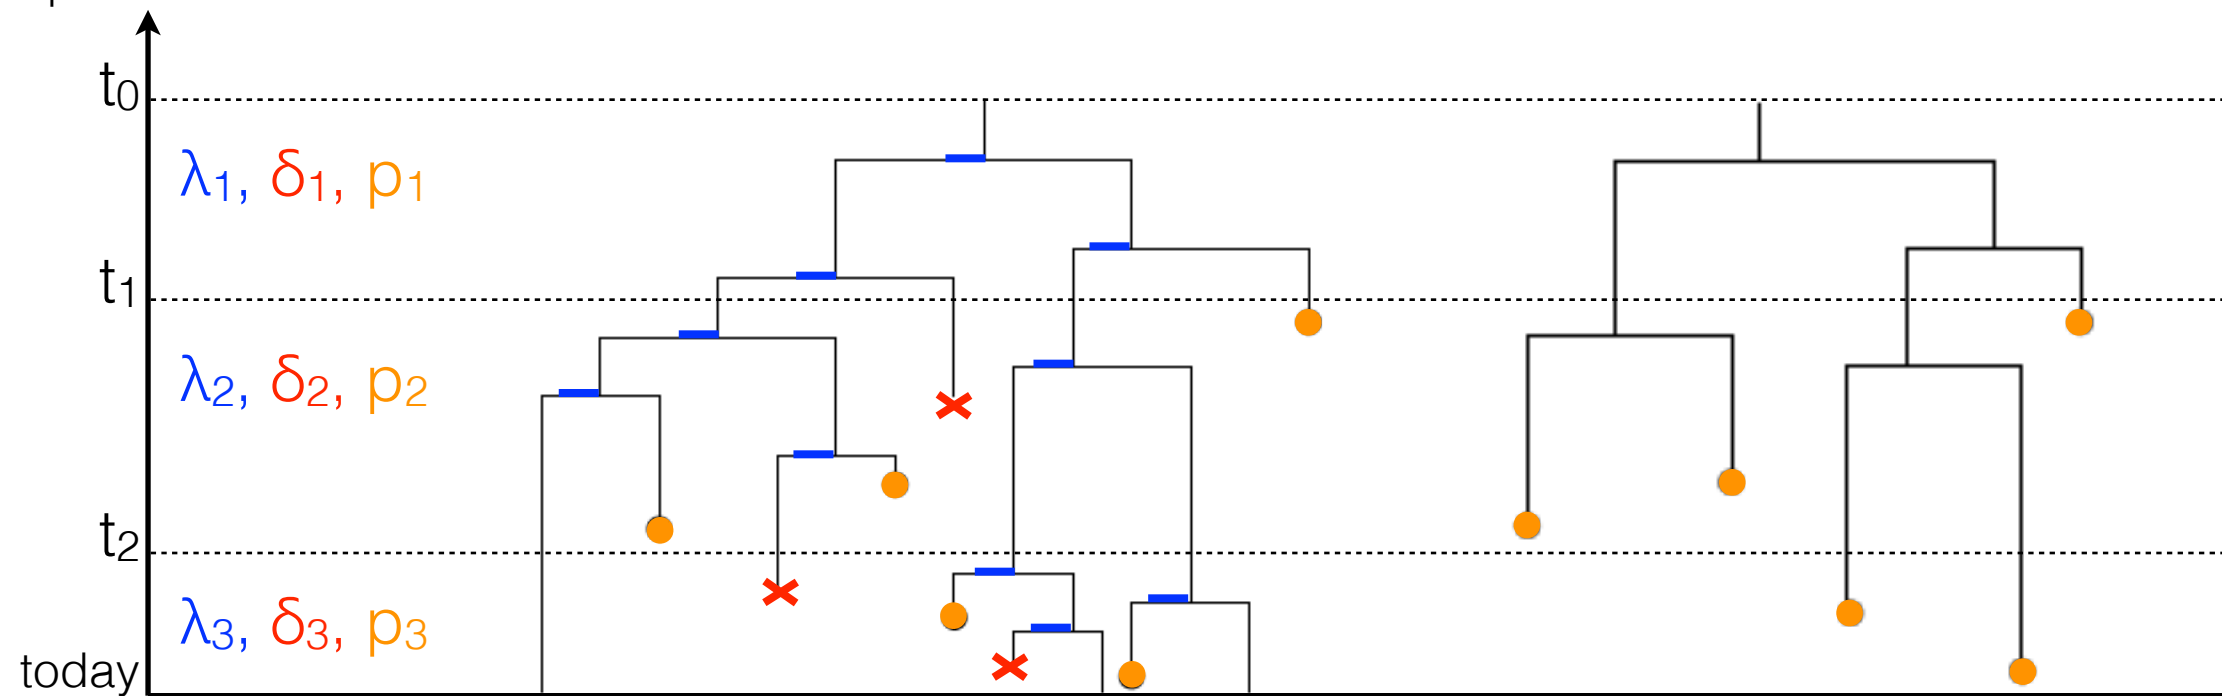 t0
λ1, δ1, p1
t1
λ2, δ2, p2
t2
λ3, δ3, p3
today